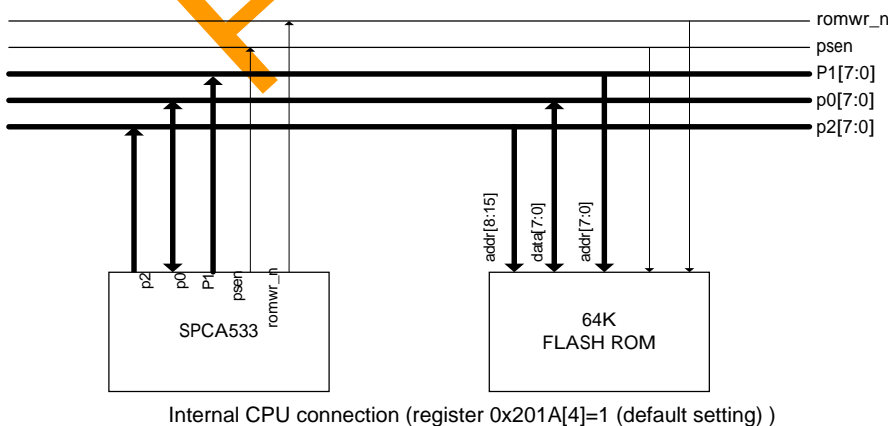 romwr_n
psen
P1[7:0]
p0[7:0]
p2[7:0]
addr[8:15]
data[7:0]
addr[7:0]
p2
p0
P1
psen
romwr_n
SPCA533
64K
FLASH ROM
Internal CPU connection (register 0x201A[4]=1 (default setting) )